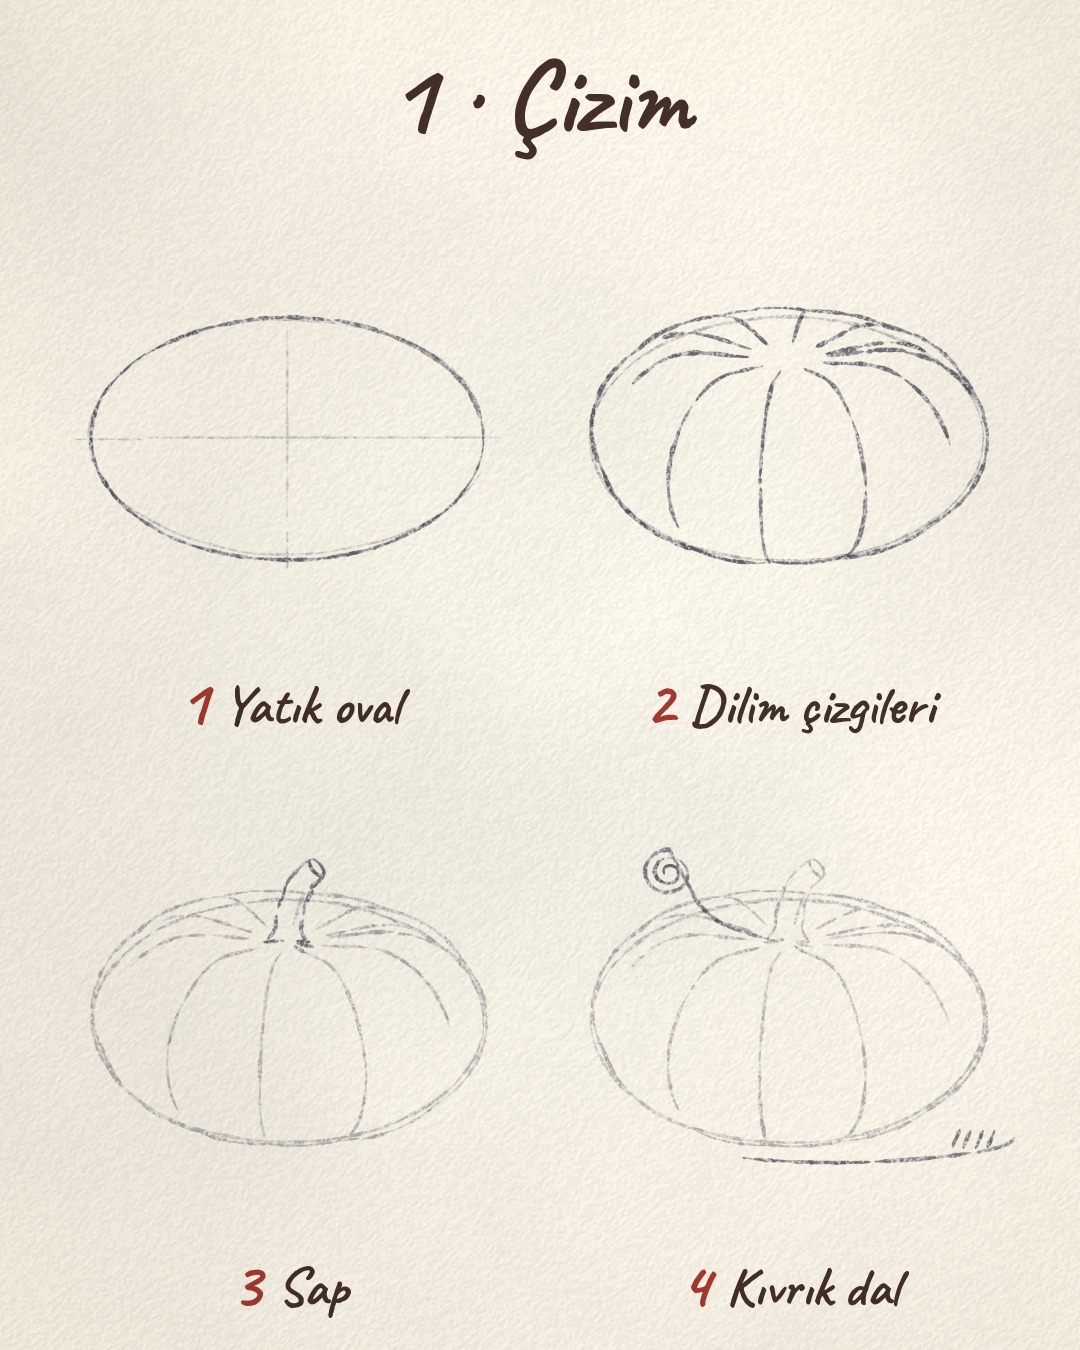 1 · Çizim
1 Yatık oval
2 Dilim çizgileri
3 Sap
4 Kıvrık dal